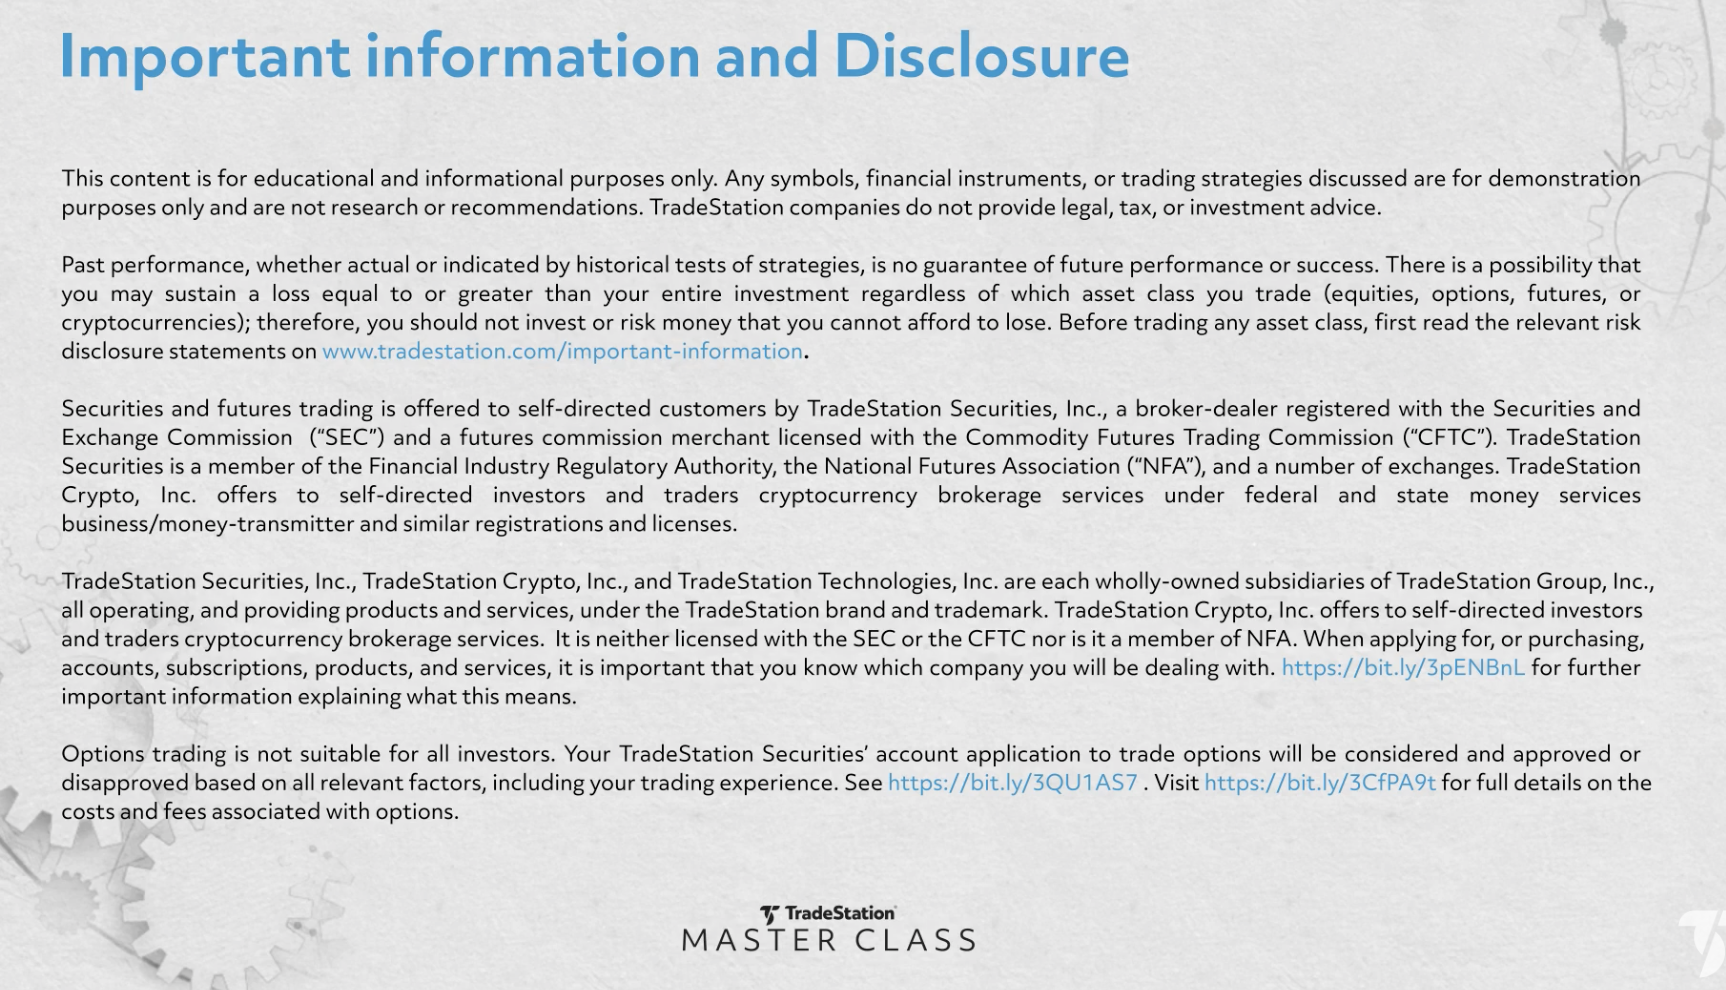 Important information and Disclosure
This content is for educational and informational purposes only. Any symbols, financial instruments, or trading strategies discussed are for demonstration
purposes only and are not research or recommendations. TradeStation companies do not provide legal, tax, or investment advice.
Past performance, whether actual or indicated by historical tests of strategies, is no guarantee of future performance or success. There is a possibility that
you may sustain a loss equal to or greater than your entire investment regardless of which asset class you trade (equities, options, futures, or
cryptocurrencies); therefore, you should not invest or risk money that you cannot afford to lose. Before trading any asset class, first read the relevant risk
disclosure statements on www.tradestation.com/important-information.
Securities and futures trading is offered to self-directed customers by TradeStation Securities, Inc., a broker-dealer registered with the Securities and
Exchange Commission (“SEC”) and a futures commission merchant licensed with the Commodity Futures Trading Commission (“CFTC”). TradeStation
Securities is a member of the Financial Industry Regulatory Authority, the National Futures Association (“NFA”), and a number of exchanges. TradeStation
Crypto, Inc. offers to self-directed investors and traders cryptocurrency brokerage services under federal and state money services
business/money-transmitter and similar registrations and licenses.
TradeStation Securities, Inc., TradeStation Crypto, Inc., and TradeStation Technologies, Inc. are each wholly-owned subsidiaries of TradeStation Group, Inc.,
all operating, and providing products and services, under the TradeStation brand and trademark. TradeStation Crypto, Inc. offers to self-directed investors
and traders cryptocurrency brokerage services. It is neither licensed with the SEC or the CFTC nor is it a member of NFA. When applying for, or purchasing,
accounts, subscriptions, products, and services, it is important that you know which company you will be dealing with. https://bit.ly/3pENBnL for further
important information explaining what this means.
Options trading is not suitable for all investors. Your TradeStation Securities’ account application to trade options will be considered and approved or
disapproved based on all relevant factors, including your trading experience. See https://bit.ly/3QU1AS7 . Visit https://bit.ly/3CfPA9t for full details on the
costs and fees associated with options.
TradeStation
MASTER CLASS